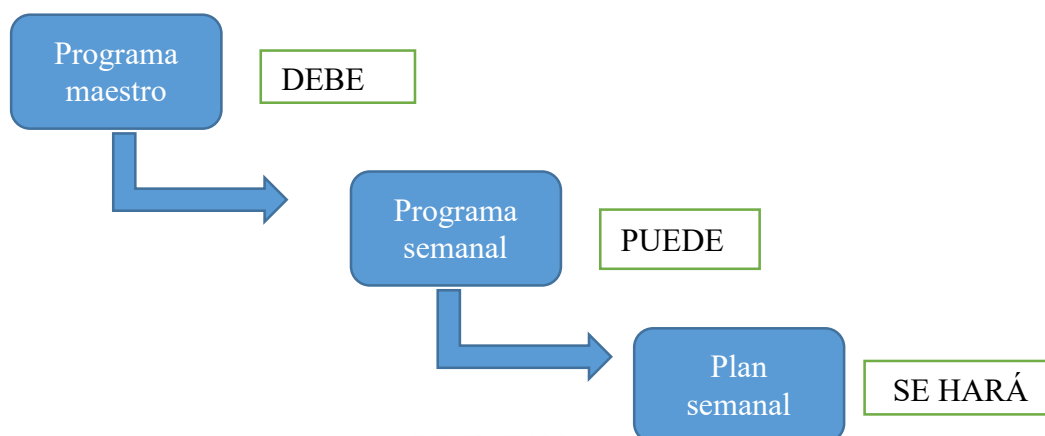 Programa
maestro
DEBE
Programa
semanal
PUEDE
Plan
semanal
SE HARÁ